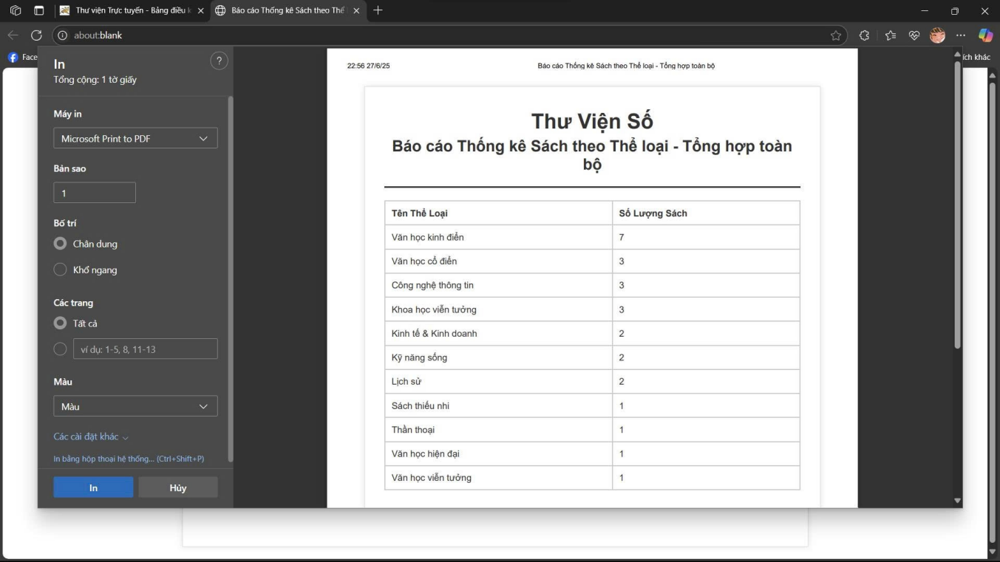 Thư viện Trực tuyến - Bảng điều k
Báo cáo Thống kê Sách theo Thể
about:blank
Face
ích khác
In
?
Tổng cộng: 1 tờ giấy
Máy in
Microsoft Print to PDF
Bản sao
1
Bố trí
Chân dung
Khổ ngang
Các trang
Tất cả
ví dụ: 1-5, 8, 11-13
Màu
Màu
Các cài đặt khác
In bằng hộp thoại hệ thống... (Ctrl+Shift+P)
In
Hủy
22:56 27/6/25
Báo cáo Thống kê Sách theo Thể loại - Tổng hợp toàn bộ
Thư Viện Số
Báo cáo Thống kê Sách theo Thể loại - Tổng hợp toàn
bộ
Tên Thể Loại Số Lượng Sách
Văn học kinh điển 7
Văn học cổ điển 3
Công nghệ thông tin 3
Khoa học viễn tưởng 3
Kinh tế & Kinh doanh 2
Kỹ năng sống 2
Lịch sử 2
Sách thiếu nhi 1
Thần thoại 1
Văn học hiện đại 1
Văn học viễn tưởng 1